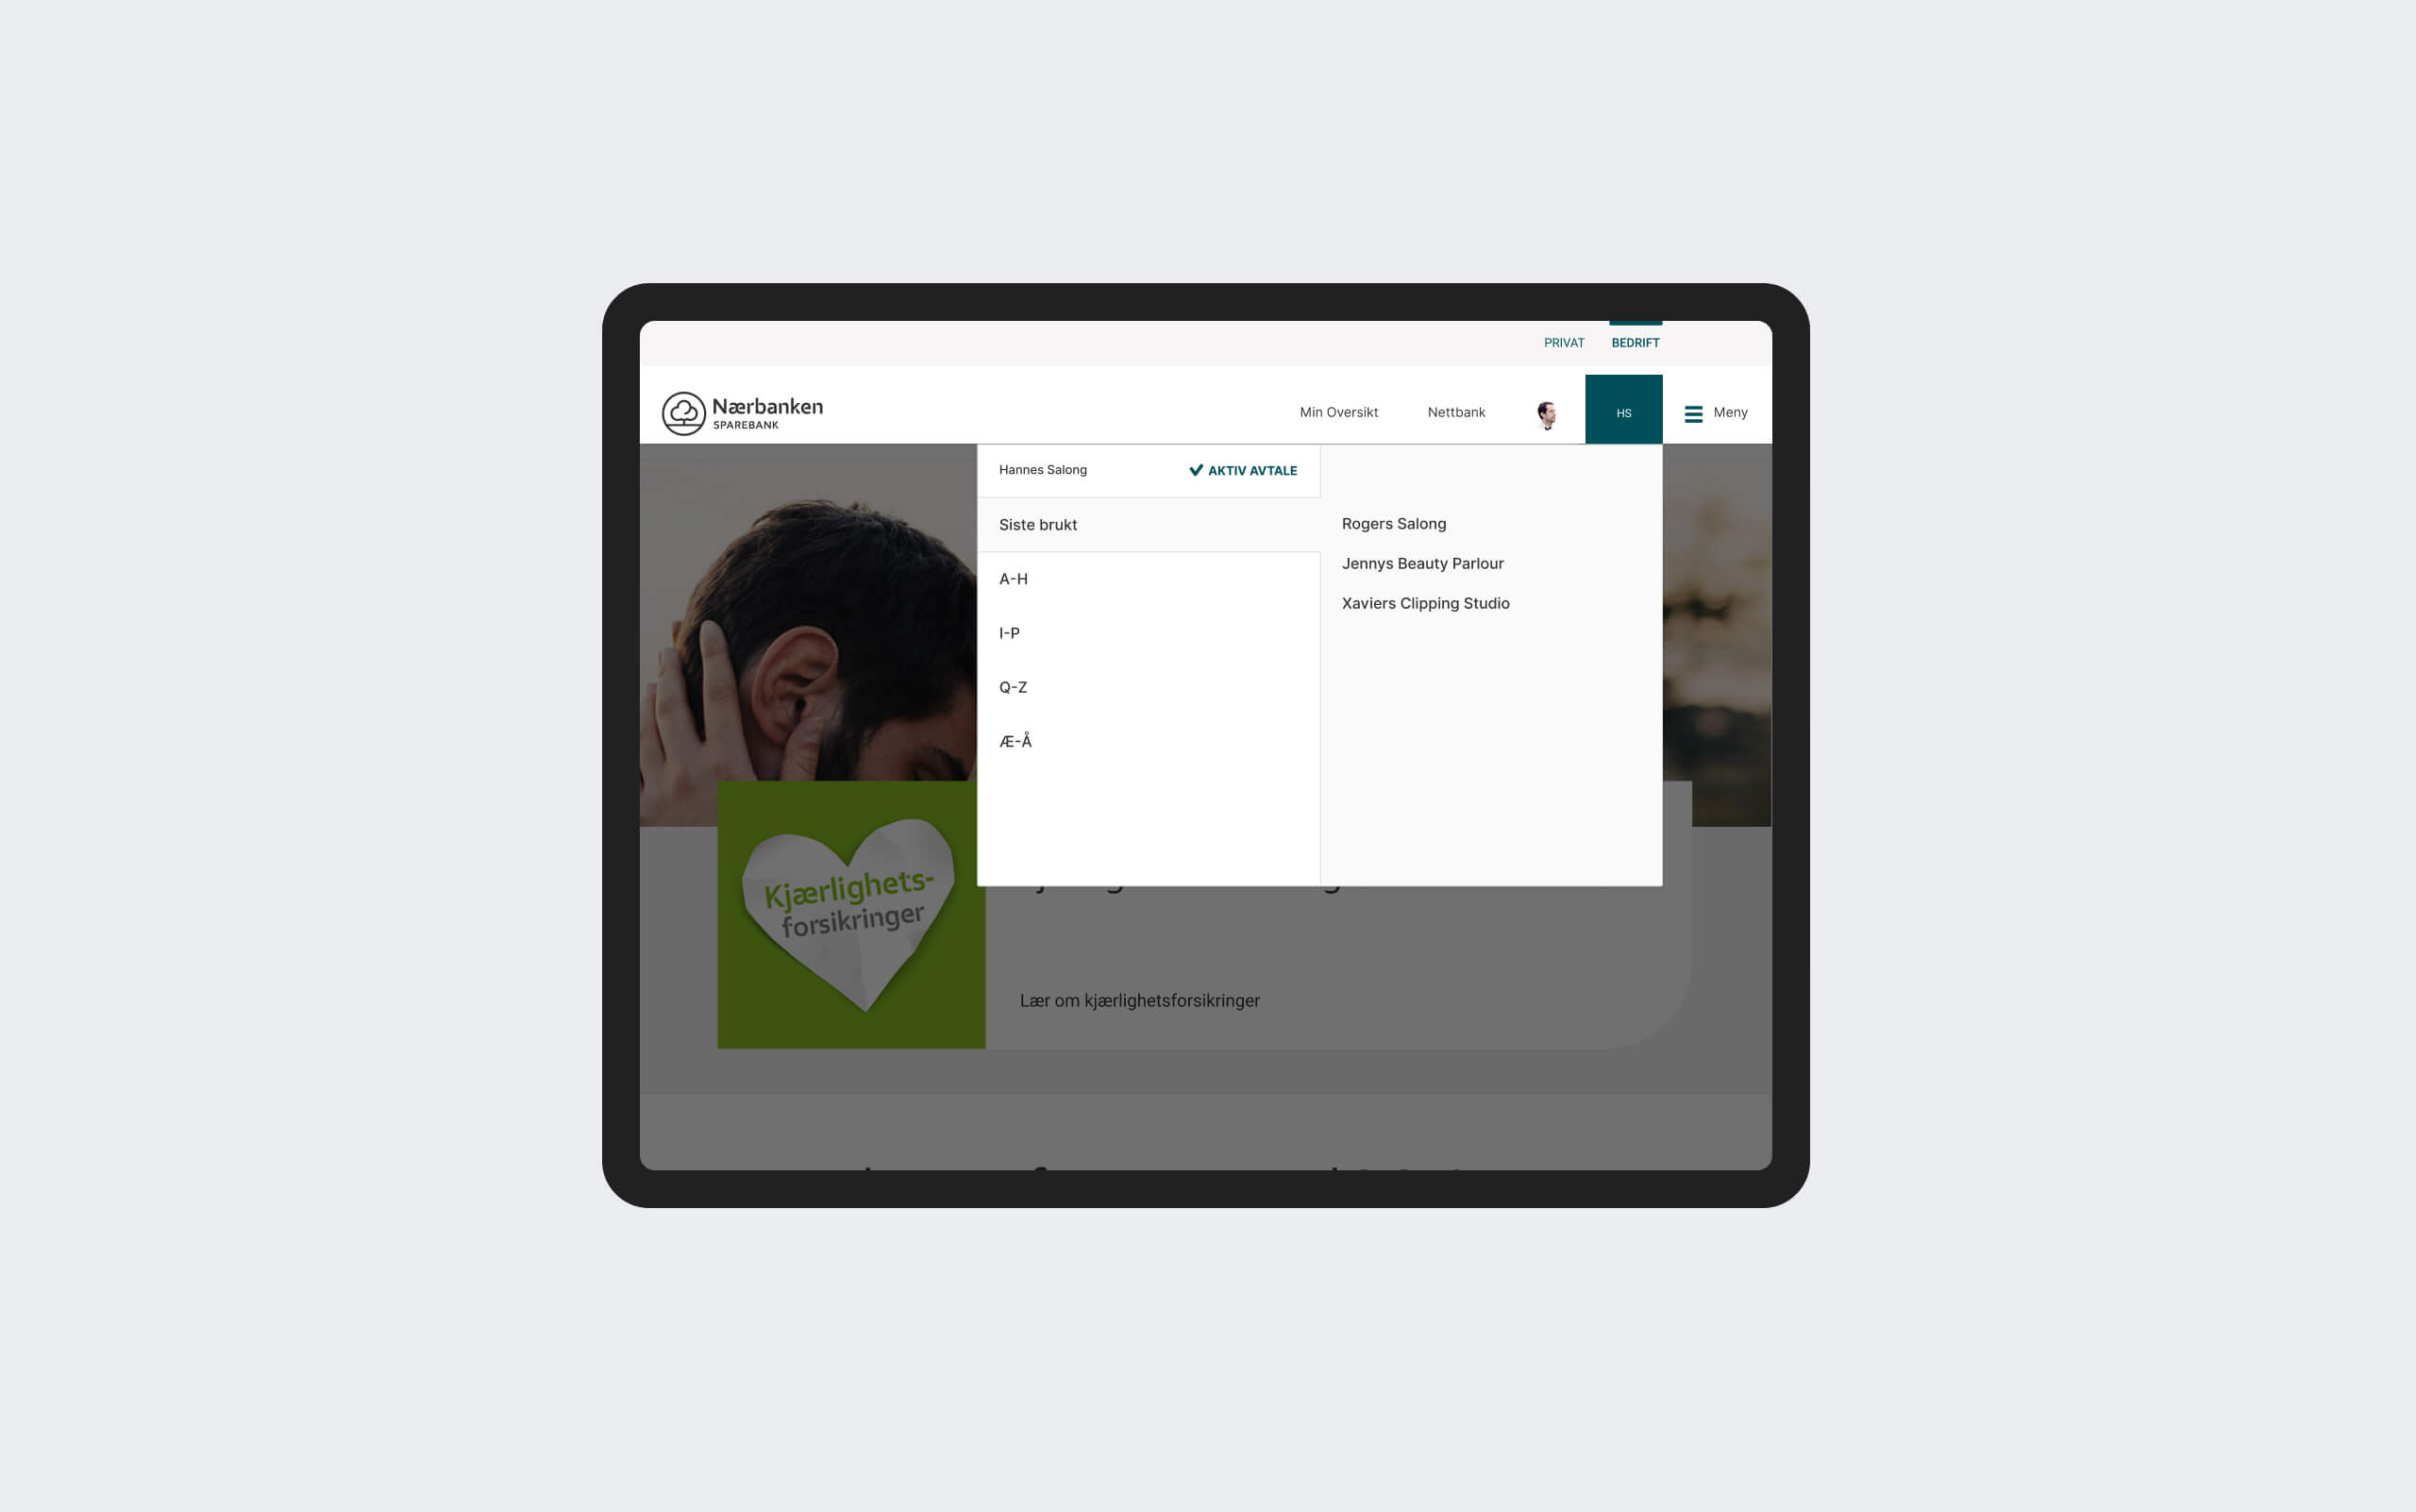 PRIVAT BEDRIFT
Nærbanken
SPAREBANK
Min Oversikt Nettbank HS Meny
Hannes Salong AKTIV AVTALE
Siste brukt
A-H
I-P
Q-Z
Æ-Å
Rogers Salong
Jennys Beauty Parlour
Xaviers Clipping Studio
Kjærlighets-
forsikringer
Lær om kjærlighetsforsikringer